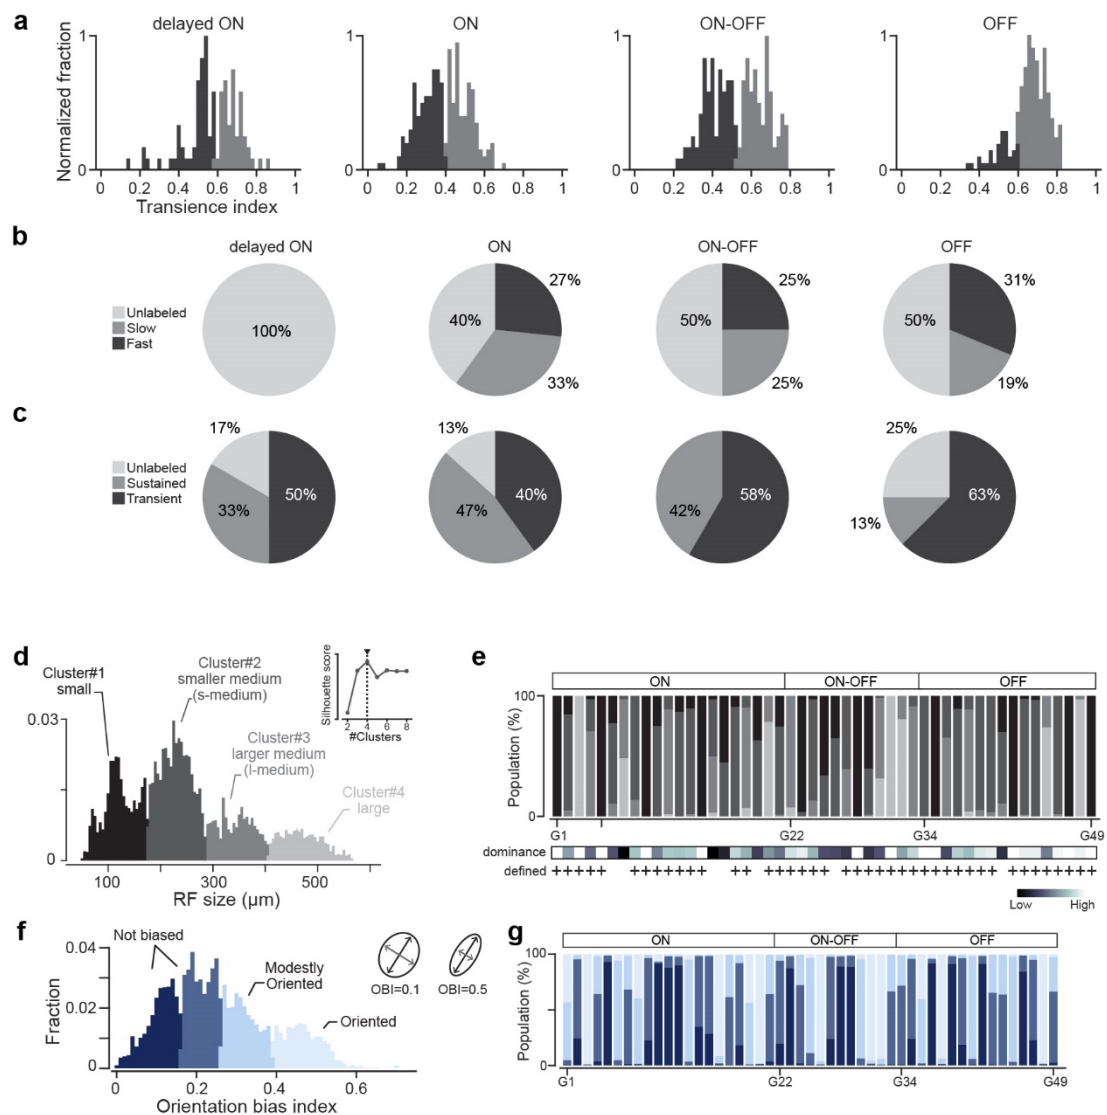 a
delayed ON
ON
ON-OFF
OFF
Normalized fraction
1
0
1
0
1
0
1
0
0 0.2 0.4 0.6 0.8 1
0 0.2 0.4 0.6 0.8 1
0 0.2 0.4 0.6 0.8 1
0 0.2 0.4 0.6 0.8 1
Transience index
b
delayed ON
ON
ON-OFF
OFF
Unlabeled
Slow
Fast
100%
40%
27%
33%
50%
25%
25%
50%
31%
19%
c
Unlabeled
Sustained
Transient
17%
33%
50%
13%
47%
40%
42%
58%
25%
13%
63%
d
Cluster#1
small
Cluster#2
smaller medium
(s-medium)
Cluster#3
larger medium
(l-medium)
Cluster#4
large
Silhouette score
2 4 6 8
#Clusters
0.03
0
100 300 500
RF size (µm)
e
ON
ON-OFF
OFF
Population (%)
100
0
G1
G22
G34
G49
dominance
defined
+++++ +++++++ ++ ++++++ +++++++++++++++ ++++++++
Low
High
f
Not biased
Modestly
Oriented
Oriented
OBI=0.1
OBI=0.5
Fraction
0.04
0.02
0
0 0.2 0.4 0.6
Orientation bias index
g
ON
ON-OFF
OFF
Population (%)
100
0
G1
G22
G34
G49